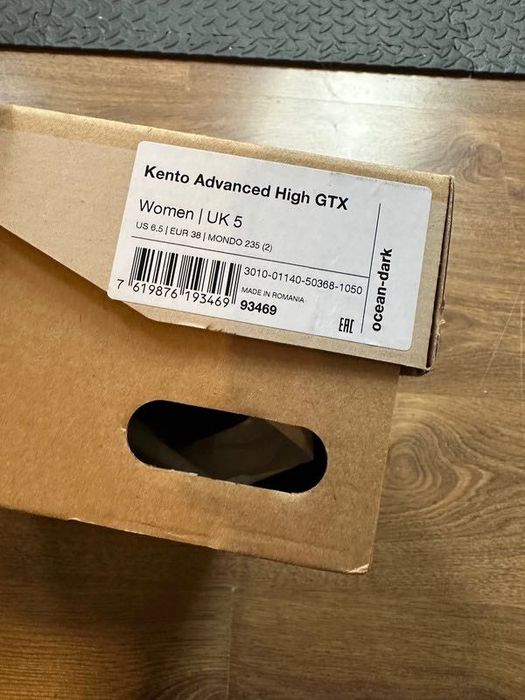 Kento Advanced High GTX
Women | UK 5
US 6.5 | EUR 38 | MONDO 235 (2)
3010-01140-50368-1050
7 619876 193469
MADE IN ROMANIA
93469
EAC
ocean-dark